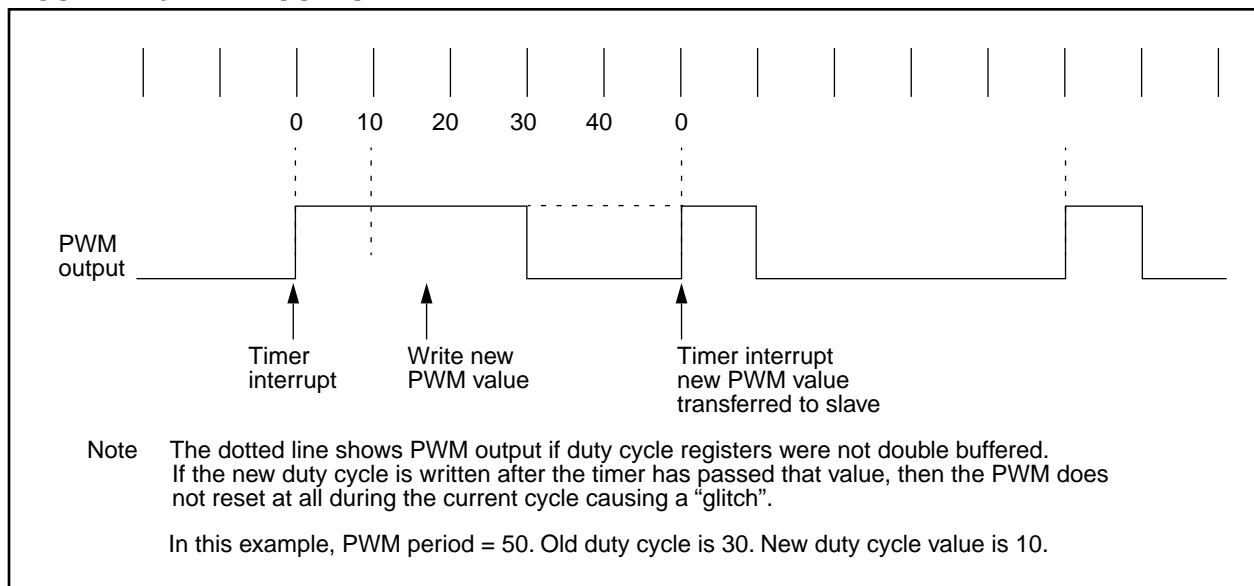 0 10 20 30 40 0
PWM
output
Timer
interrupt
Write new
PWM value
Timer interrupt
new PWM value
transferred to slave
Note The dotted line shows PWM output if duty cycle registers were not double buffered.
If the new duty cycle is written after the timer has passed that value, then the PWM does
not reset at all during the current cycle causing a “glitch”.
In this example, PWM period = 50. Old duty cycle is 30. New duty cycle value is 10.